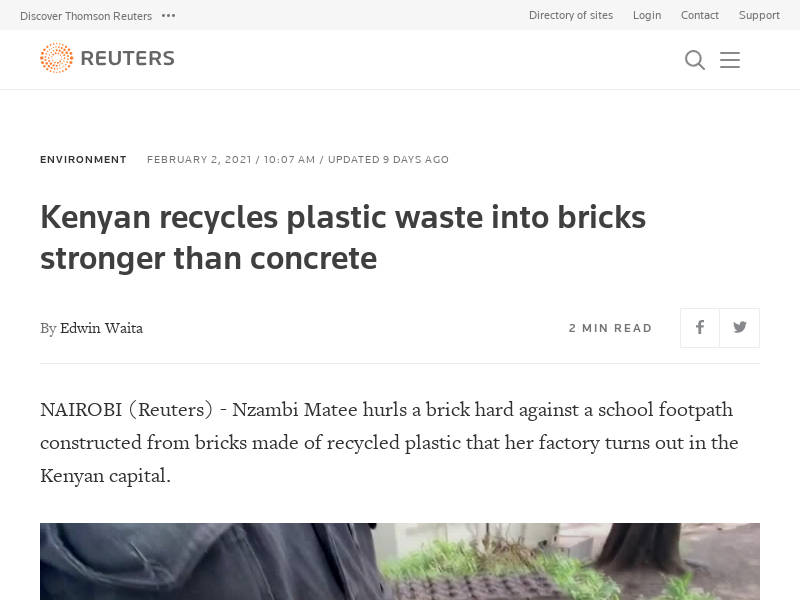 Discover Thomson Reuters
Directory of sites Login Contact Support
REUTERS
ENVIRONMENT FEBRUARY 2, 2021 / 10:07 AM / UPDATED 9 DAYS AGO
Kenyan recycles plastic waste into bricks
stronger than concrete
By Edwin Waita
2 MIN READ
NAIROBI (Reuters) - Nzambi Matee hurls a brick hard against a school footpath
constructed from bricks made of recycled plastic that her factory turns out in the
Kenyan capital.